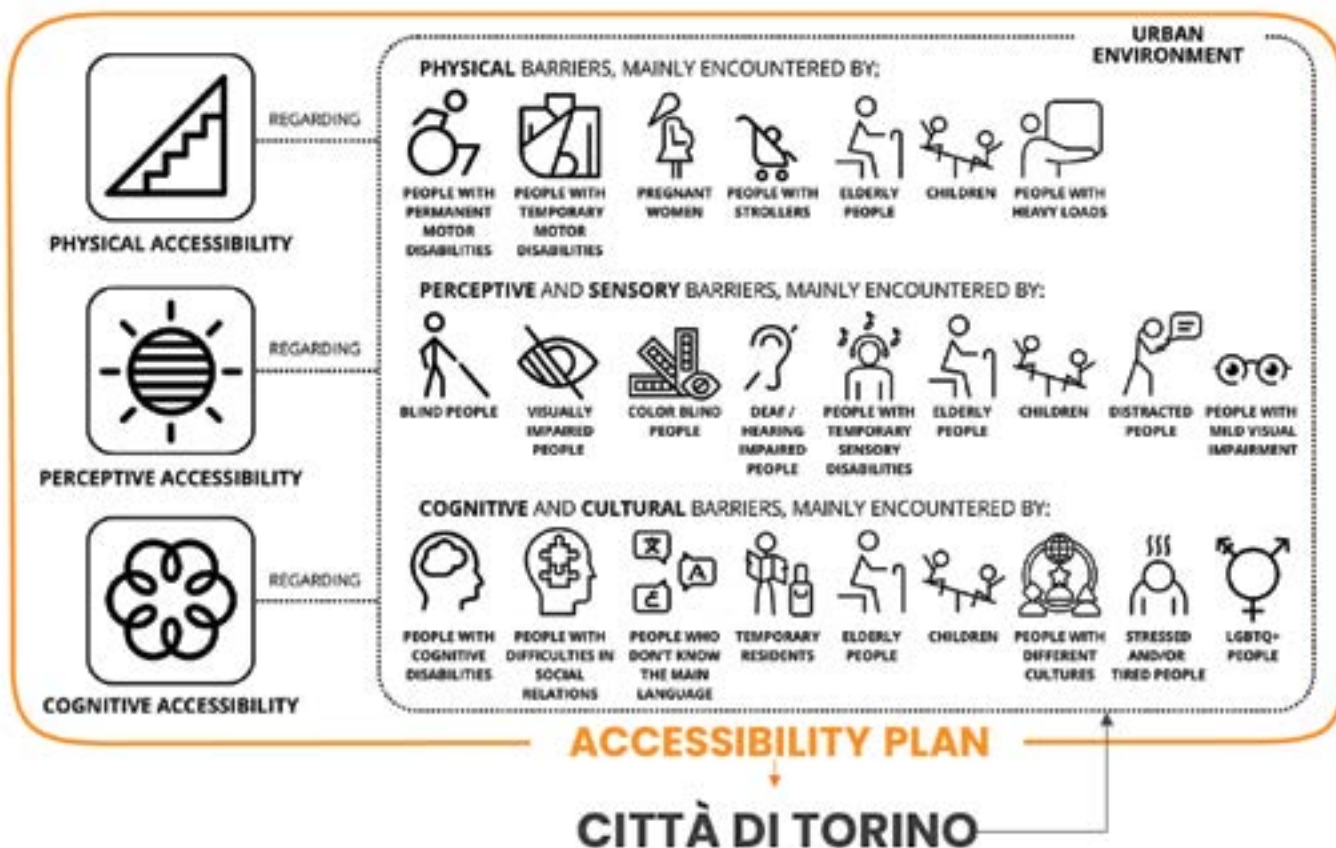 URBAN
ENVIRONMENT
PHYSICAL BARRIERS, MAINLY ENCOUNTERED BY:
REGARDING
PEOPLE WITH
PERMANENT
MOTOR
DISABILITIES
PEOPLE WITH
TEMPORARY
MOTOR
DISABILITIES
PREGNANT
WOMEN
PEOPLE WITH
STROLLERS
ELDERLY
PEOPLE
CHILDREN
PEOPLE WITH
HEAVY LOADS
PHYSICAL ACCESSIBILITY
PERCEPTIVE AND SENSORY BARRIERS, MAINLY ENCOUNTERED BY:
REGARDING
BLIND PEOPLE
VISUALLY
IMPAIRED
PEOPLE
COLOR BLIND
PEOPLE
DEAF /
HEARING
IMPAIRED
PEOPLE
PEOPLE WITH
TEMPORARY
SENSORY
DISABILITIES
ELDERLY
PEOPLE
CHILDREN
DISTRACTED
PEOPLE
PEOPLE WITH
MILD VISUAL
IMPAIRMENT
PERCEPTIVE ACCESSIBILITY
COGNITIVE AND CULTURAL BARRIERS, MAINLY ENCOUNTERED BY:
REGARDING
文
A
PEOPLE WITH
COGNITIVE
DISABILITIES
PEOPLE WITH
DIFFICULTIES IN
SOCIAL
RELATIONS
PEOPLE WHO
DON'T KNOW
THE MAIN
LANGUAGE
TEMPORARY
RESIDENTS
ELDERLY
PEOPLE
CHILDREN
PEOPLE WITH
DIFFERENT
CULTURES
STRESSED
AND/OR
TIRED PEOPLE
LGBTQ+
PEOPLE
COGNITIVE ACCESSIBILITY
ACCESSIBILITY PLAN
CITTÀ DI TORINO